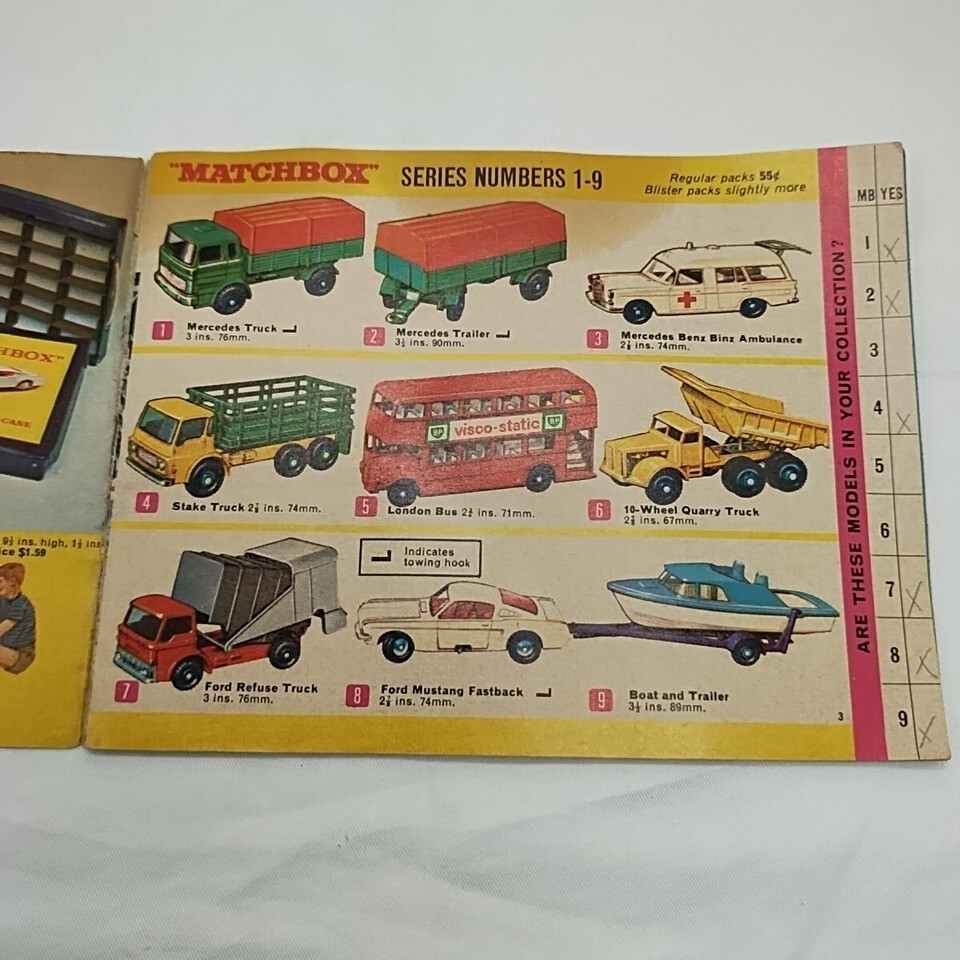 HBOX"
-CASE
9½ ins. high, 1½ ins
ice $1.59
"MATCHBOX" SERIES NUMBERS 1-9
Regular packs 55¢
Blister packs slightly more
1 Mercedes Truck
3 ins. 76mm.
2 Mercedes Trailer
3½ ins. 90mm.
3 Mercedes Benz Binz Ambulance
2⅞ ins. 74mm.
BP visco-static BP
4 Stake Truck 2⅞ ins. 74mm.
5 London Bus 2¾ ins. 71mm.
6 10-Wheel Quarry Truck
2⅝ ins. 67mm.
Indicates
towing hook
7 Ford Refuse Truck
3 ins. 76mm.
8 Ford Mustang Fastback
2⅞ ins. 74mm.
9 Boat and Trailer
3½ ins. 89mm.
3
ARE THESE MODELS IN YOUR COLLECTION?
MB YES
1 X
2 X
3
4 X
5
6
7 X
8 X
9 X